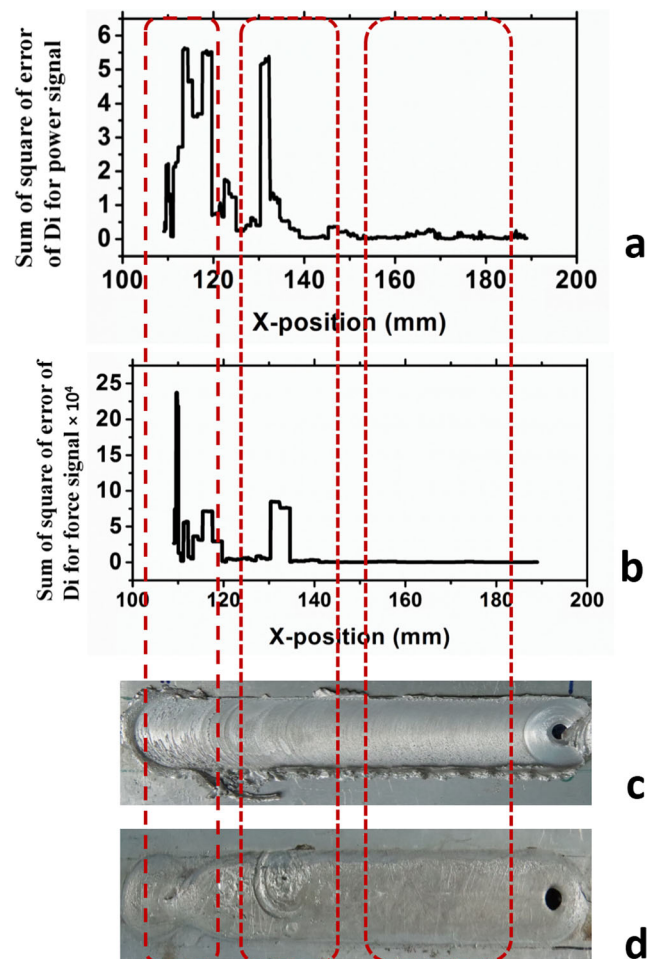 Sum of square of error
of Di for power signal
6
5
4
3
2
1
0
100 120 140 160 180 200
X-position (mm)
a
Sum of square of error of
Di for force signal × 10⁴
25
20
15
10
5
0
100 120 140 160 180 200
X-position (mm)
b
c
d